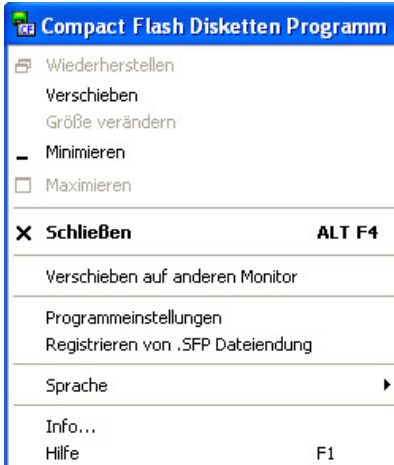 CF Compact Flash Disketten Programm
Wiederherstellen
Verschieben
Größe verändern
Minimieren
Maximieren
Schließen ALT F4
Verschieben auf anderen Monitor
Programmeinstellungen
Registrieren von .SFP Dateiendung
Sprache
Info...
Hilfe F1